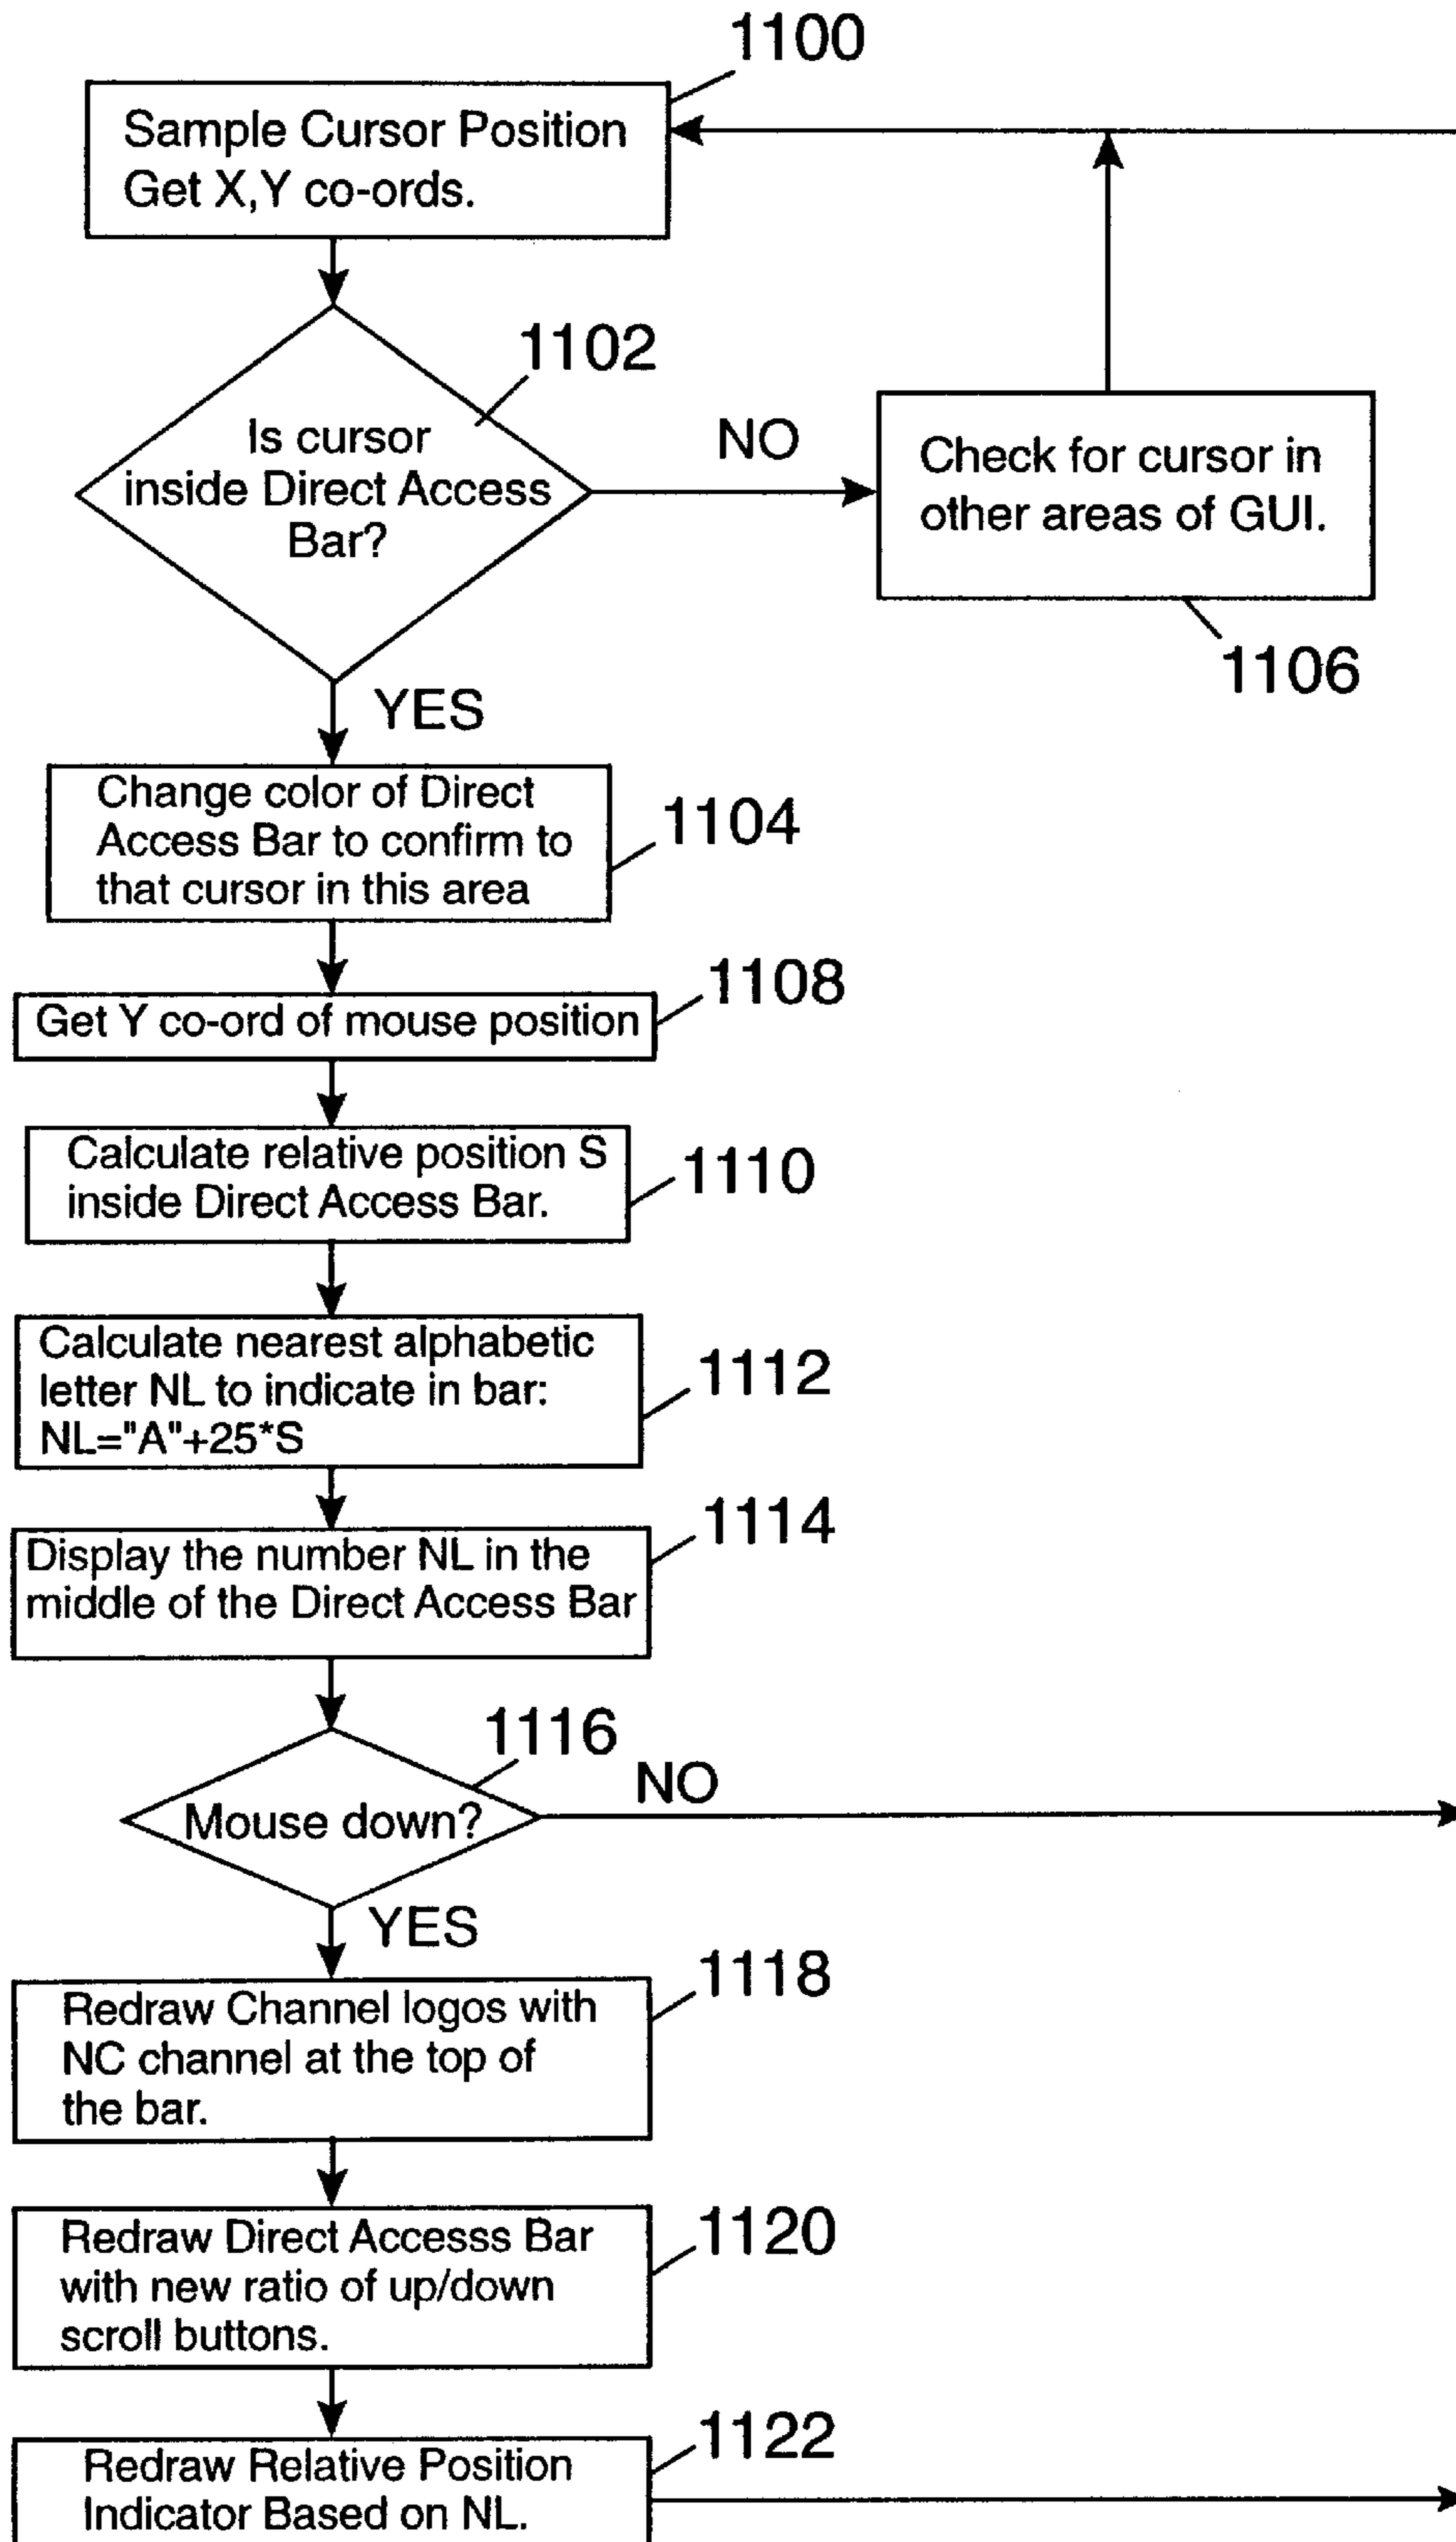 1100
Sample Cursor Position
Get X,Y co-ords.
1102
Is cursor
inside Direct Access
Bar?
NO
Check for cursor in
other areas of GUI.
1106
YES
Change color of Direct
Access Bar to confirm to
that cursor in this area
1104
Get Y co-ord of mouse position
1108
Calculate relative position S
inside Direct Access Bar.
1110
Calculate nearest alphabetic
letter NL to indicate in bar:
NL="A"+25*S
1112
Display the number NL in the
middle of the Direct Access Bar
1114
1116
Mouse down?
NO
YES
Redraw Channel logos with
NC channel at the top of
the bar.
1118
Redraw Direct Accesss Bar
with new ratio of up/down
scroll buttons.
1120
Redraw Relative Position
Indicator Based on NL.
1122